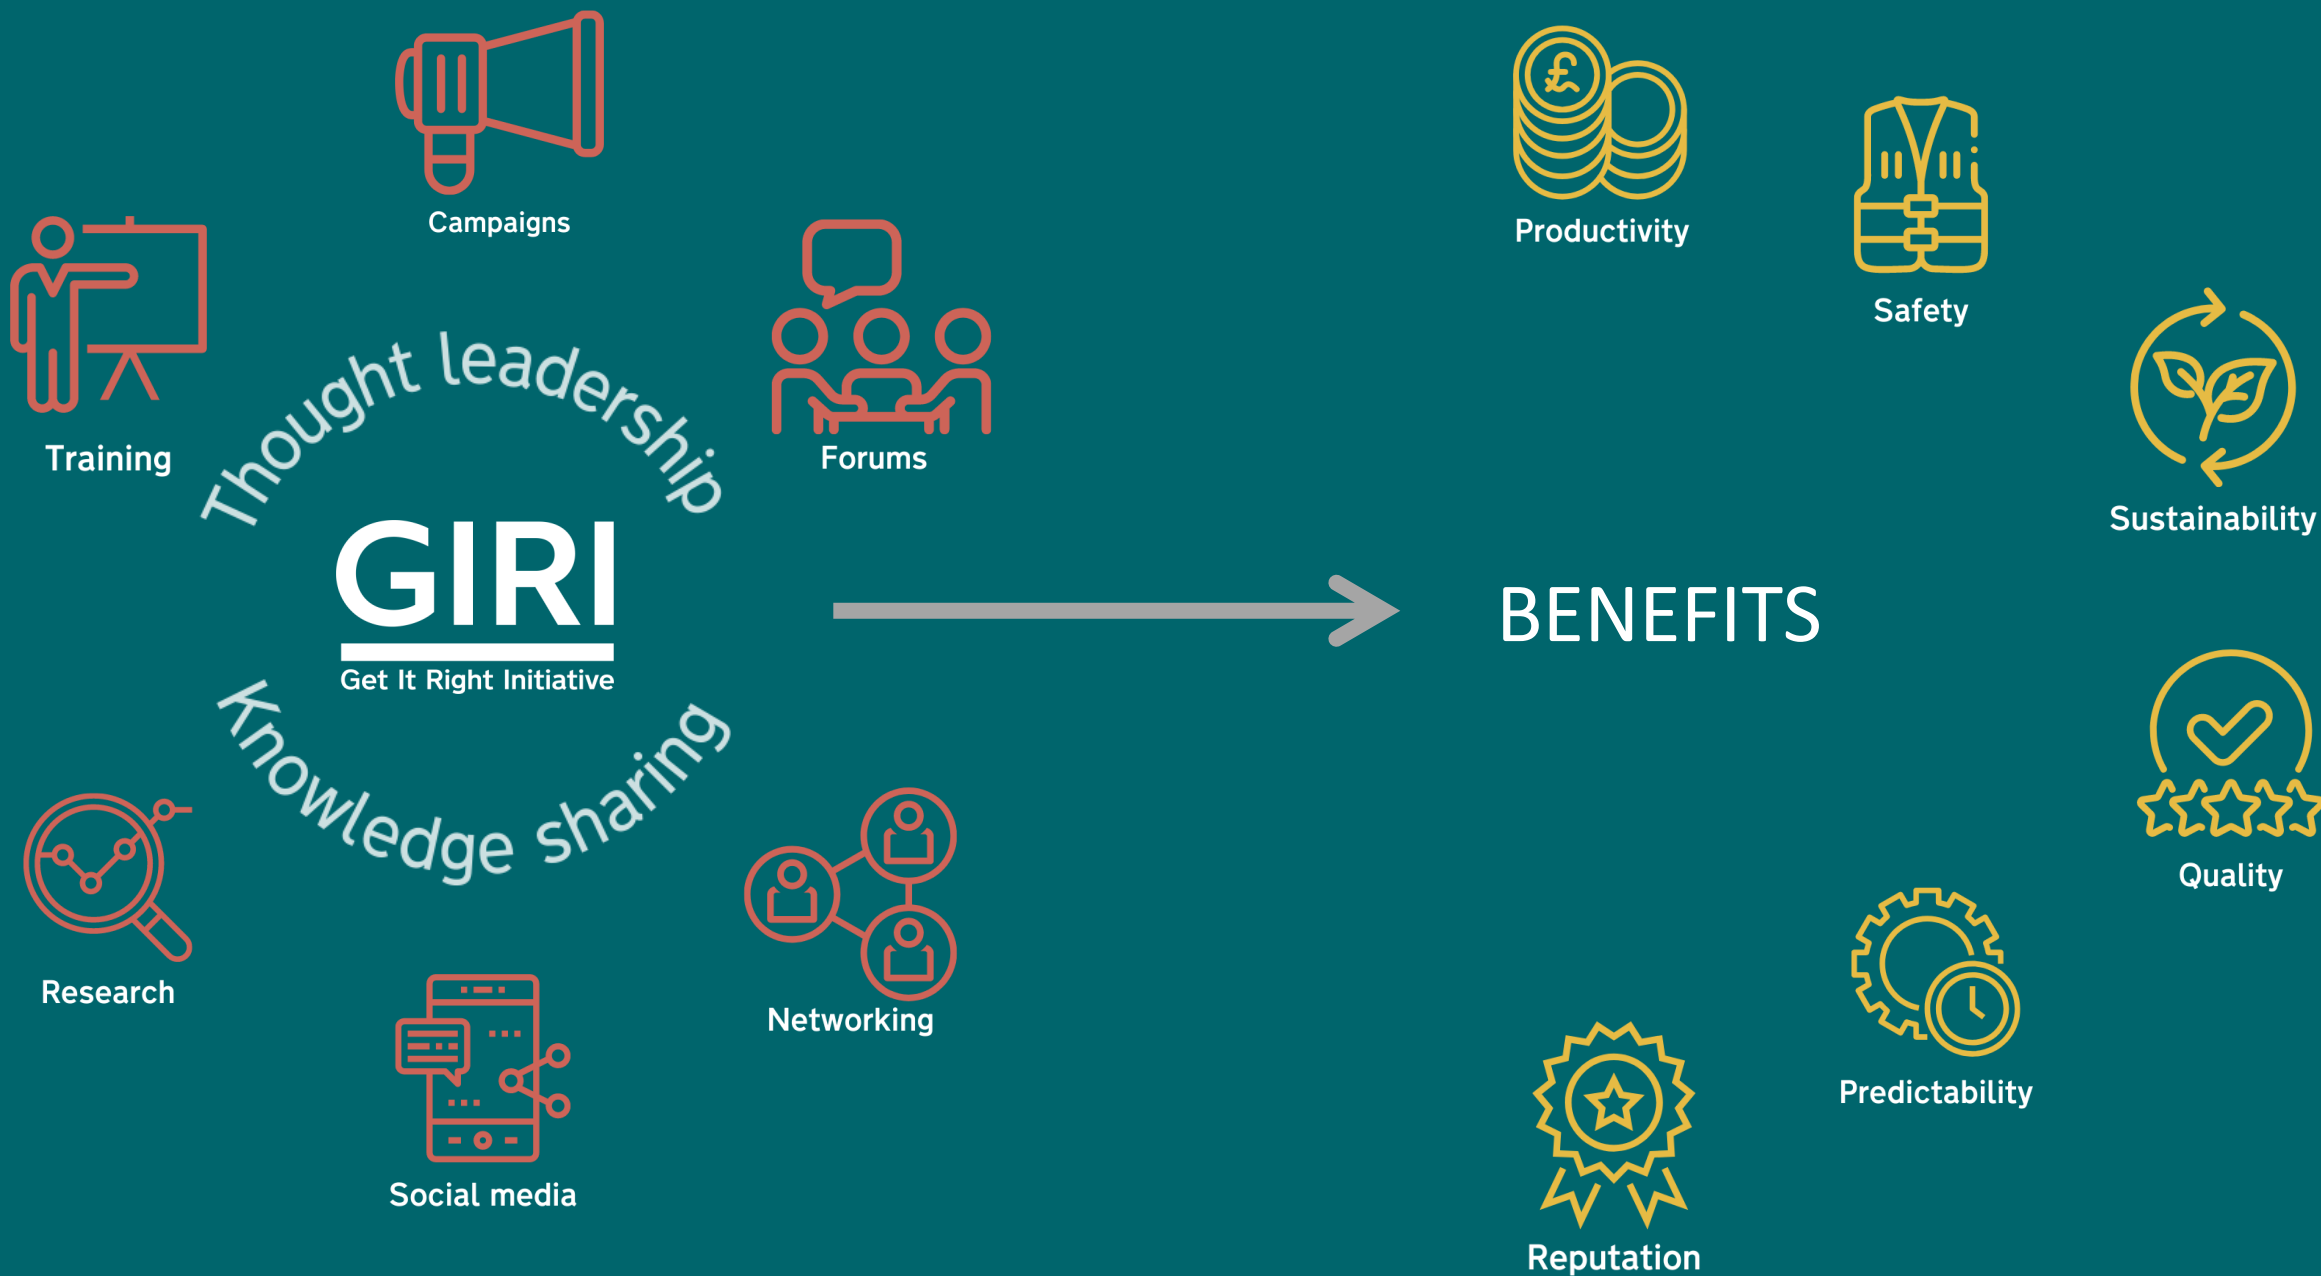 Campaigns
Training
Forums
Thought leadership
GIRI
Get It Right Initiative
Knowledge sharing
Research
Networking
Social media
BENEFITS
£
Productivity
Safety
Sustainability
Quality
Predictability
Reputation